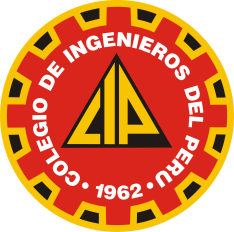 COLEGIO DE INGENIEROS DEL PERU
CIP
• 1962 •